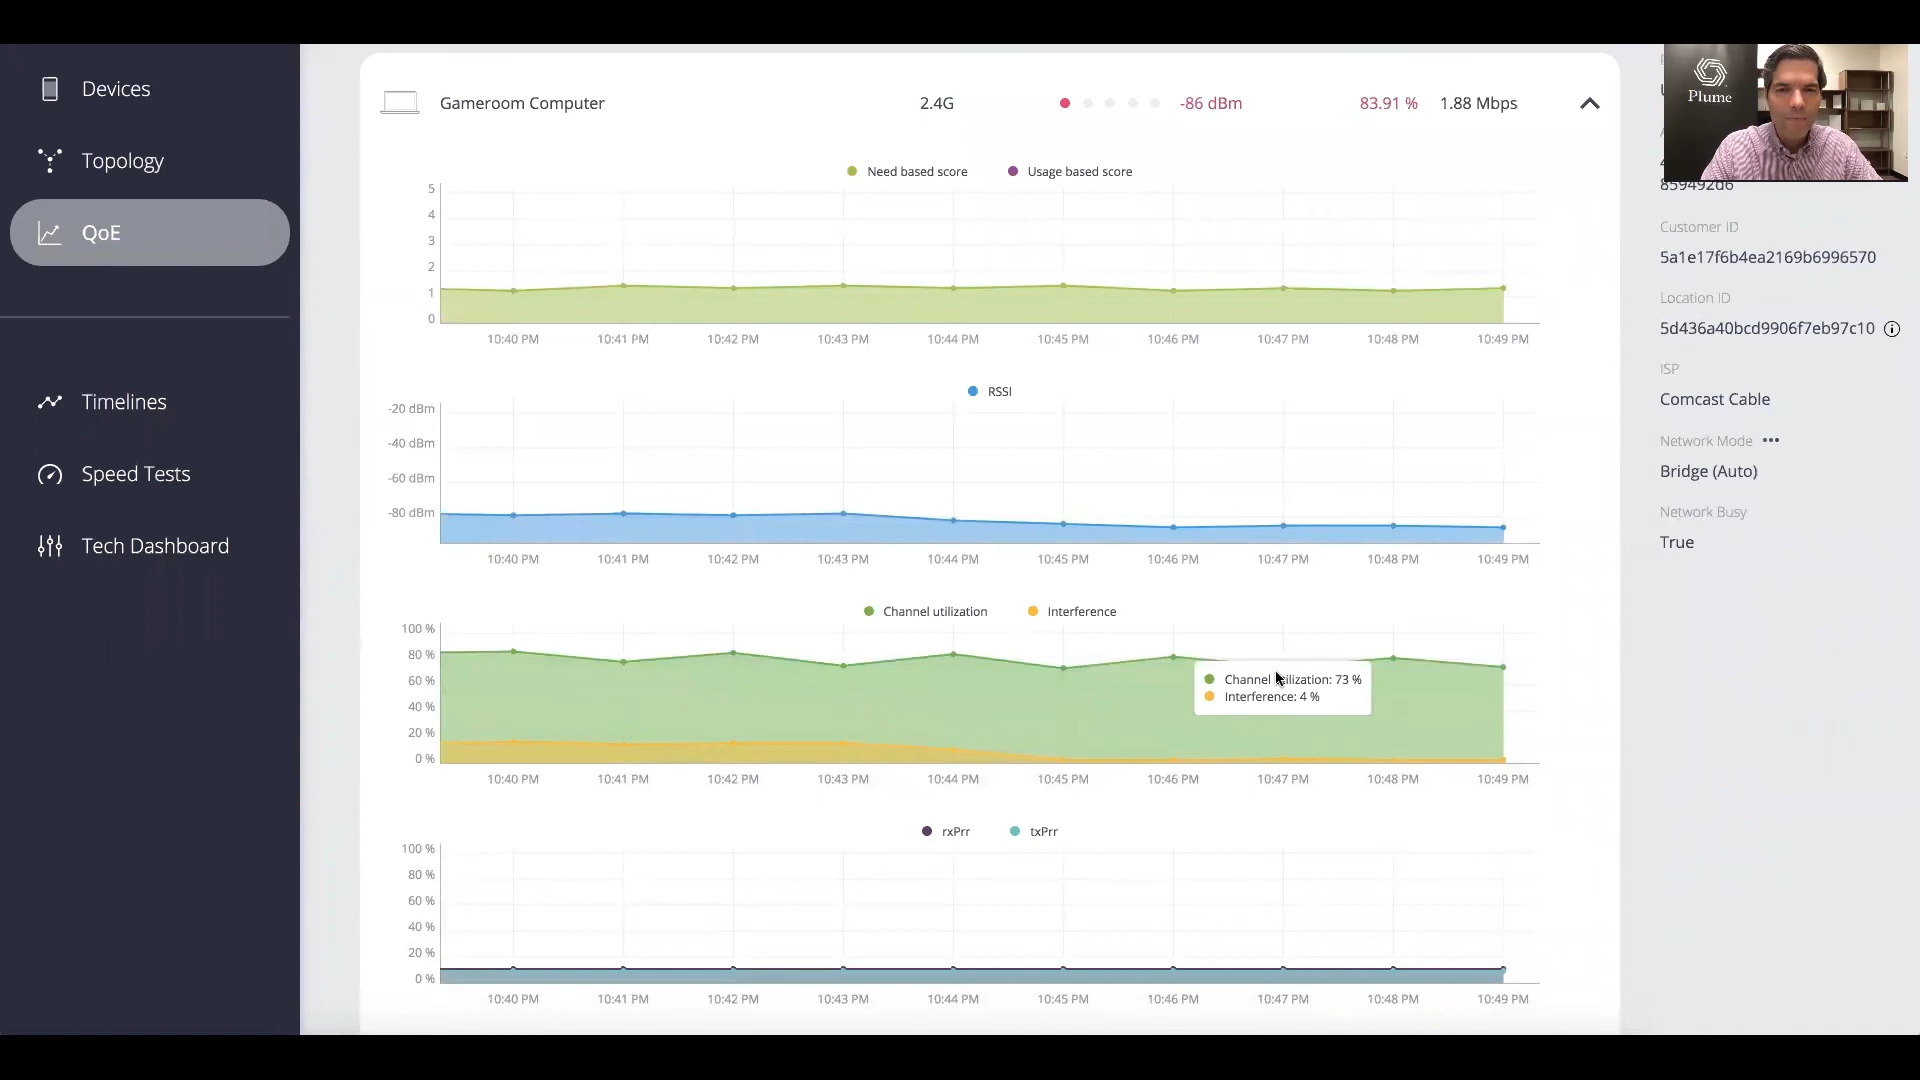 Devices
Topology
QoE
Timelines
Speed Tests
Tech Dashboard
Gameroom Computer 2.4G -86 dBm 83.91 % 1.88 Mbps
Need based score Usage based score
5
4
3
2
1
0
10:40 PM 10:41 PM 10:42 PM 10:43 PM 10:44 PM 10:45 PM 10:46 PM 10:47 PM 10:48 PM 10:49 PM
RSSI
-20 dBm
-40 dBm
-60 dBm
-80 dBm
10:40 PM 10:41 PM 10:42 PM 10:43 PM 10:44 PM 10:45 PM 10:46 PM 10:47 PM 10:48 PM 10:49 PM
Channel utilization Interference
100 %
80 %
60 %
40 %
20 %
0 %
Channel utilization: 73 %
Interference: 4 %
10:40 PM 10:41 PM 10:42 PM 10:43 PM 10:44 PM 10:45 PM 10:46 PM 10:47 PM 10:48 PM 10:49 PM
rxPrr txPrr
100 %
80 %
60 %
40 %
20 %
0 %
10:40 PM 10:41 PM 10:42 PM 10:43 PM 10:44 PM 10:45 PM 10:46 PM 10:47 PM 10:48 PM 10:49 PM
Plume
859492d6
Customer ID
5a1e17f6b4ea2169b6996570
Location ID
5d436a40bcd9906f7eb97c10
ISP
Comcast Cable
Network Mode
Bridge (Auto)
Network Busy
True